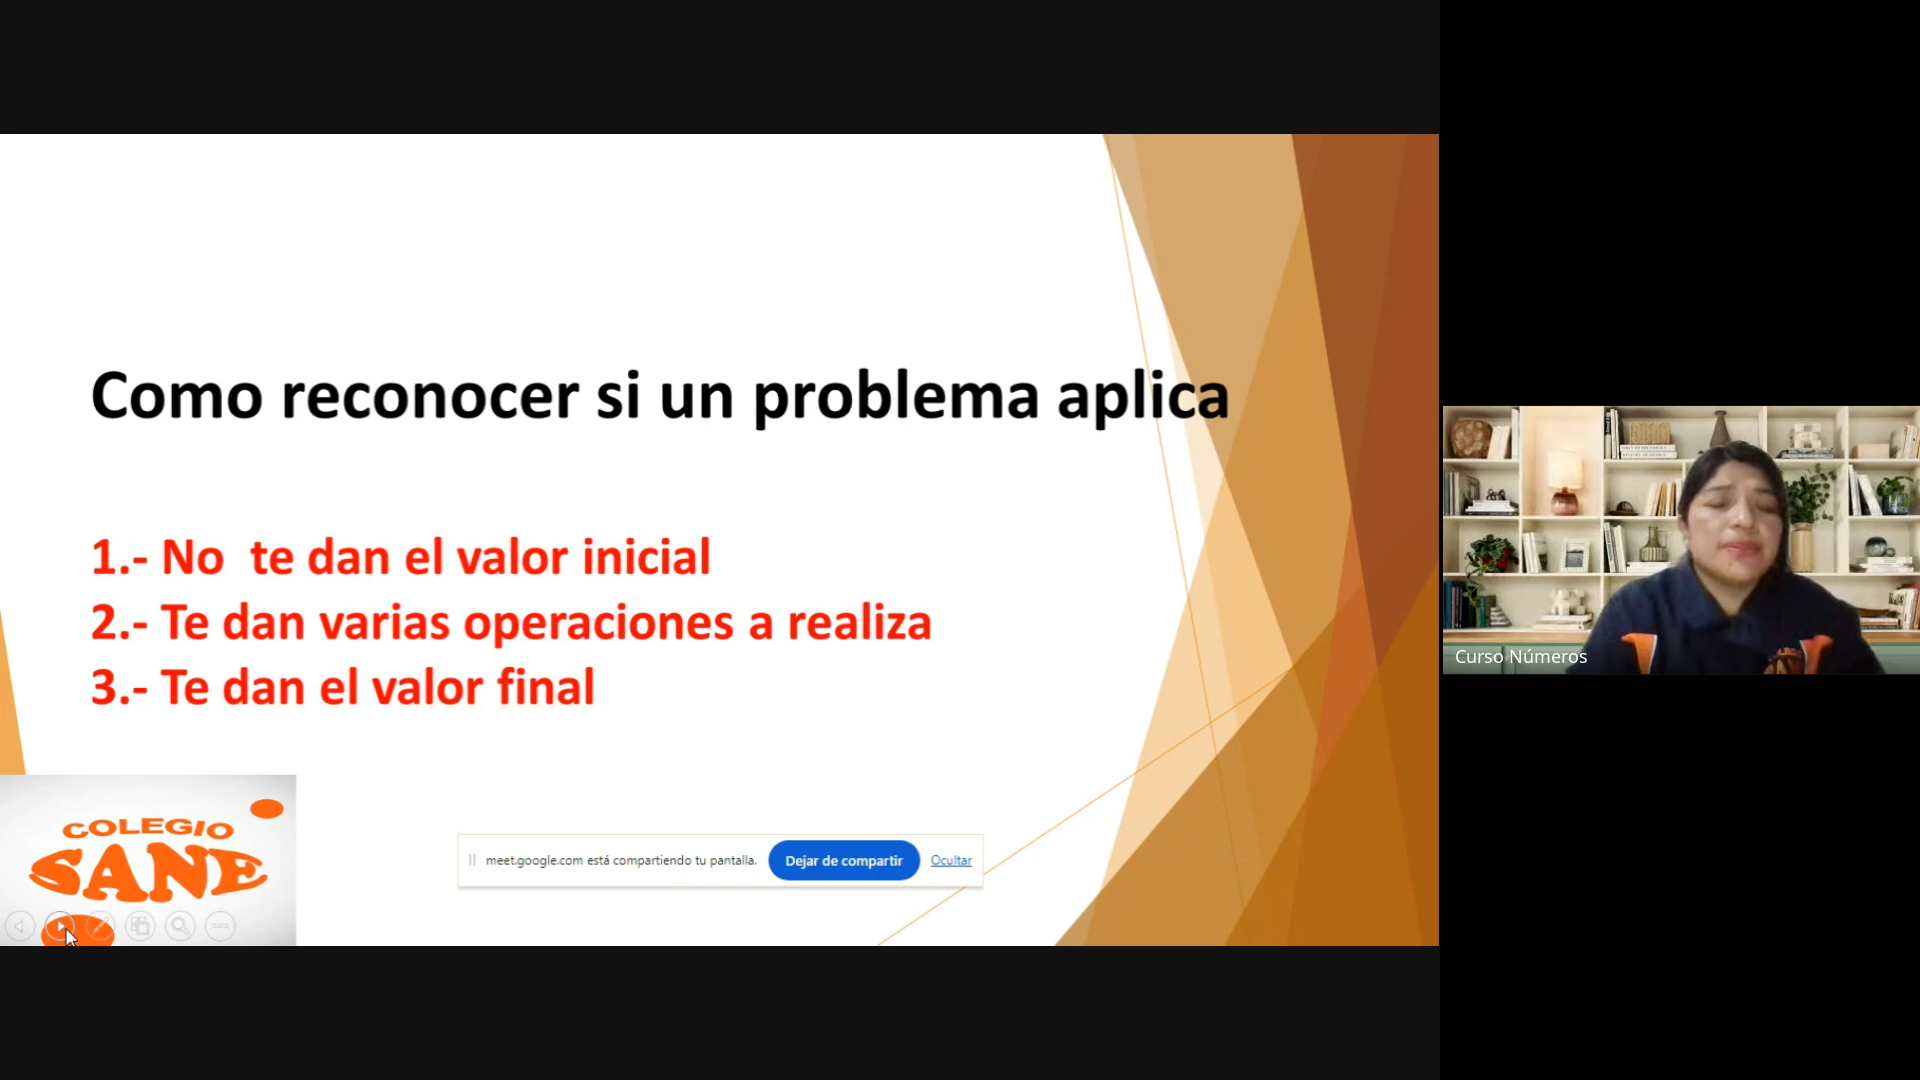 Como reconocer si un problema aplica
1.- No  te dan el valor inicial
2.- Te dan varias operaciones a realiza
3.- Te dan el valor final
COLEGIO
SANE
meet.google.com está compartiendo tu pantalla.
Dejar de compartir
Ocultar
Curso Números